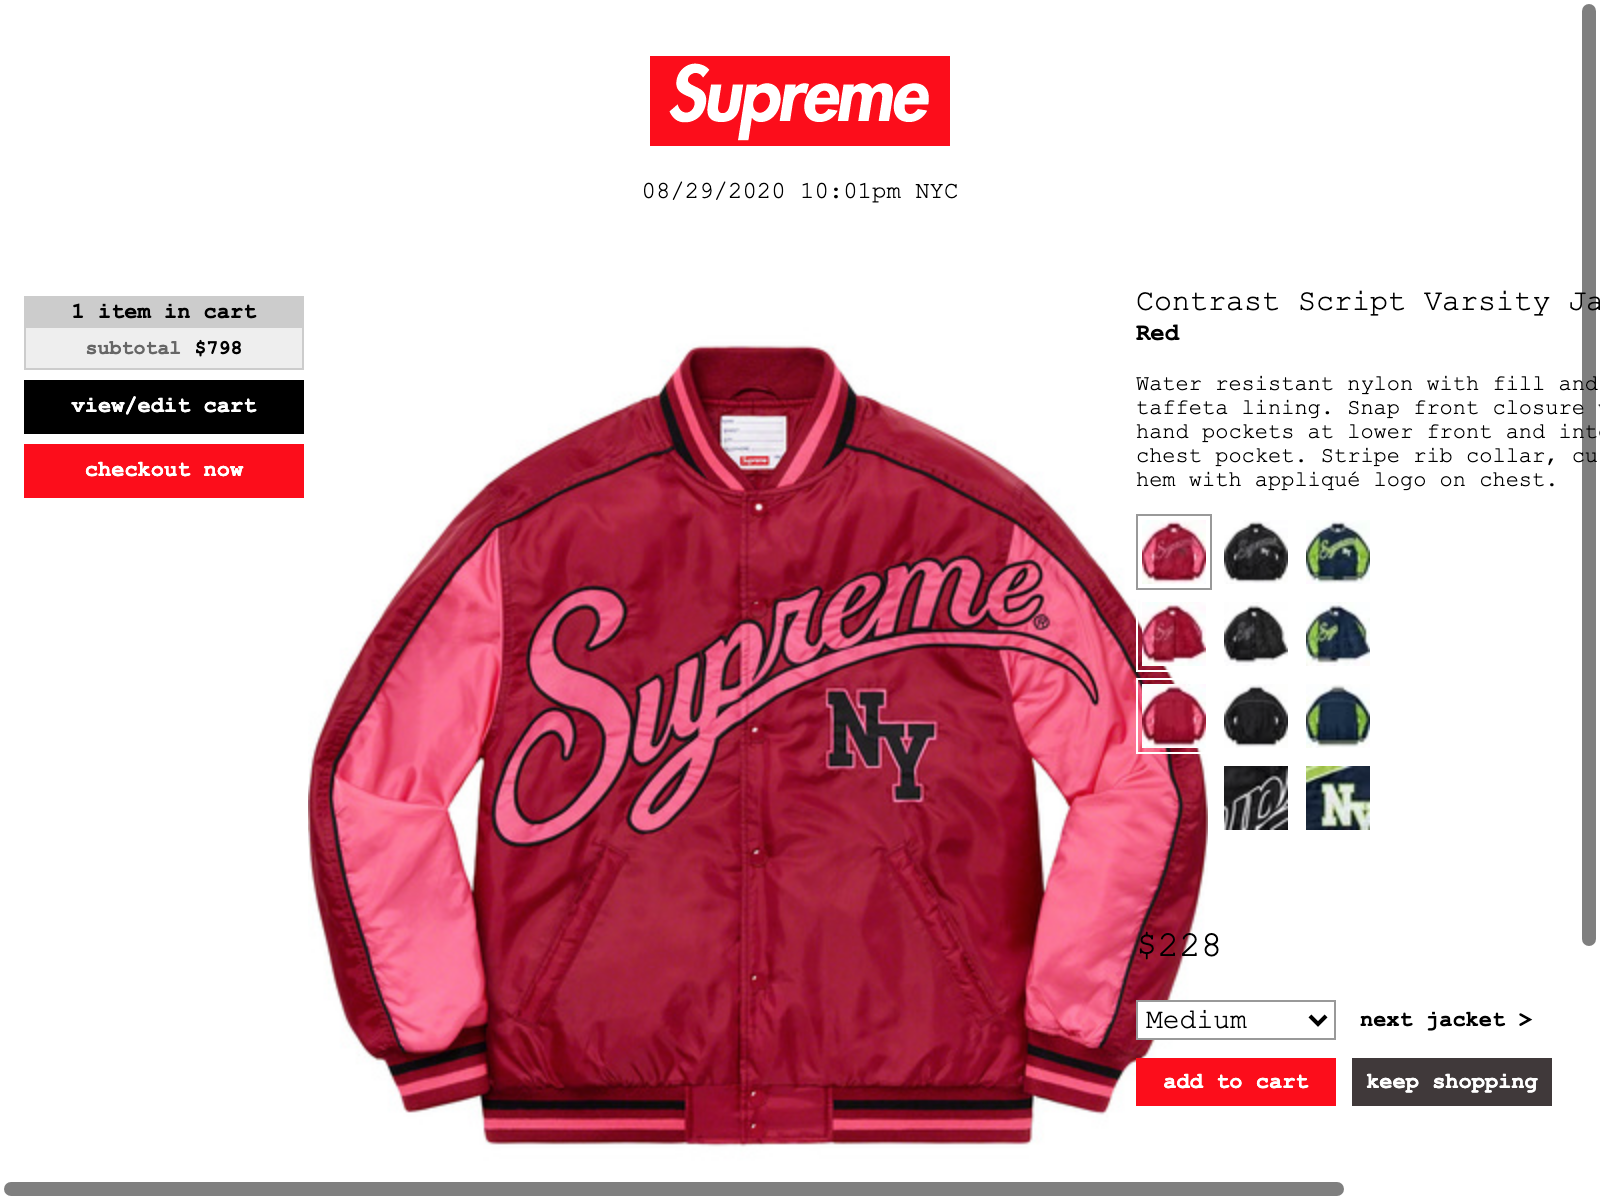 Supreme
08/29/2020 10:01pm NYC
1 item in cart
subtotal $798
view/edit cart
checkout now
Supreme
Supreme®
NY
Contrast Script Varsity Ja
Red
Water resistant nylon with fill and
taffeta lining. Snap front closure
hand pockets at lower front and int
chest pocket. Stripe rib collar, cu
hem with appliqué logo on chest.
$228
Medium
next jacket >
add to cart
keep shopping